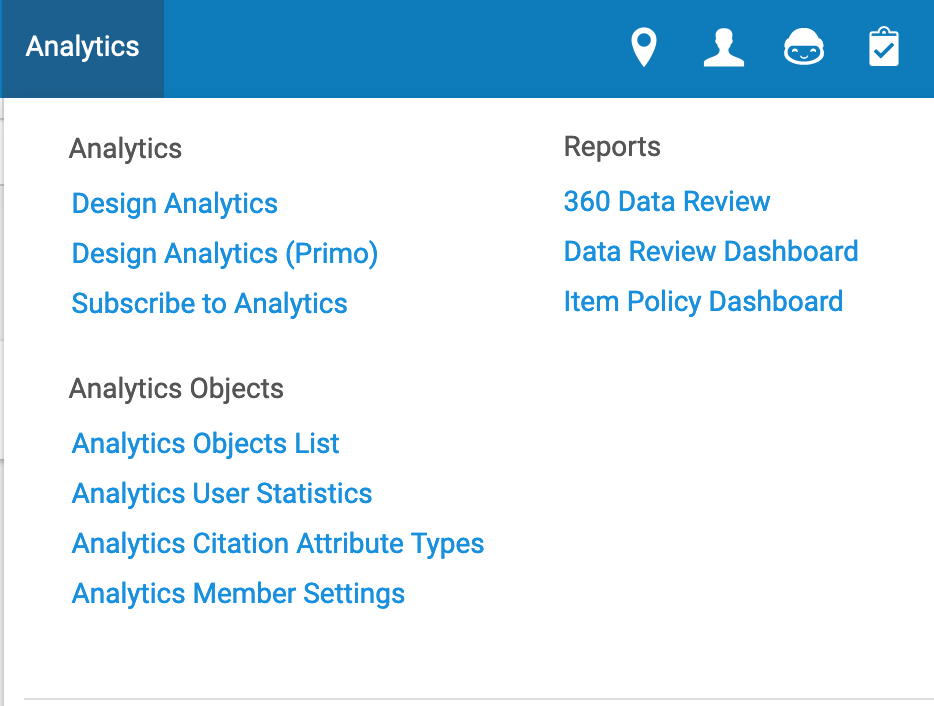 Analytics
Analytics
Design Analytics
Design Analytics (Primo)
Subscribe to Analytics
Analytics Objects
Analytics Objects List
Analytics User Statistics
Analytics Citation Attribute Types
Analytics Member Settings
Reports
360 Data Review
Data Review Dashboard
Item Policy Dashboard